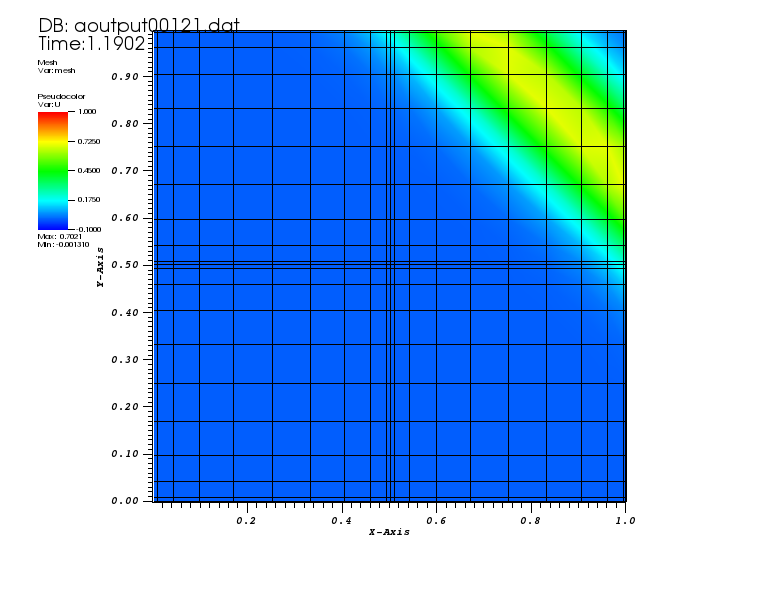 DB: aoutput00121.dat
Time:1.1902
Mesh
Var: mesh
Pseudocolor
Var: U
1.000
0.7250
0.4500
0.1750
-0.1000
Max: 0.7021
Min: -0.001310
Y-Axis
0.90
0.80
0.70
0.60
0.50
0.40
0.30
0.20
0.10
0.00
0.2
0.4
0.6
0.8
1.0
X-Axis